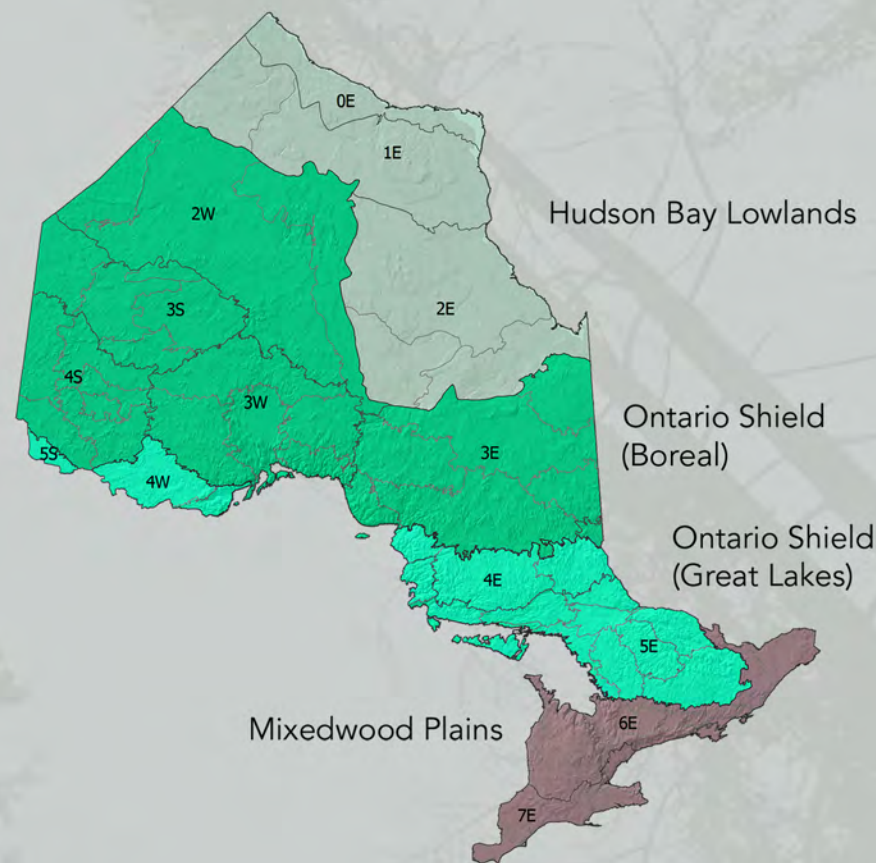 0E
1E
2W
Hudson Bay Lowlands
2E
3S
4S
3W
Ontario Shield
(Boreal)
3E
5S
4W
Ontario Shield
(Great Lakes)
4E
5E
Mixedwood Plains
6E
7E